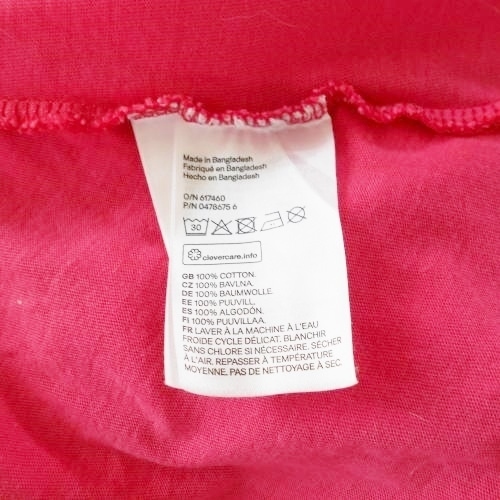 Made in Bangladesh
Fabriqué en Bangladesh
Hecho en Bangladesh
O/N 617460
P/N 0478675 6
30
clevercare.info
GB 100% COTTON.
CZ 100% BAVLNA.
DE 100% BAUMWOLLE.
EE 100% PUUVILL.
ES 100% ALGODÓN.
FI 100% PUUVILLAA.
FR LAVER À LA MACHINE À L'EAU
FROIDE CYCLE DÉLICAT. BLANCHIR
SANS CHLORE SI NÉCESSAIRE, SÉCHER
À L'AIR. REPASSER À TEMPÉRATURE
MOYENNE, PAS DE NETTOYAGE À SEC.